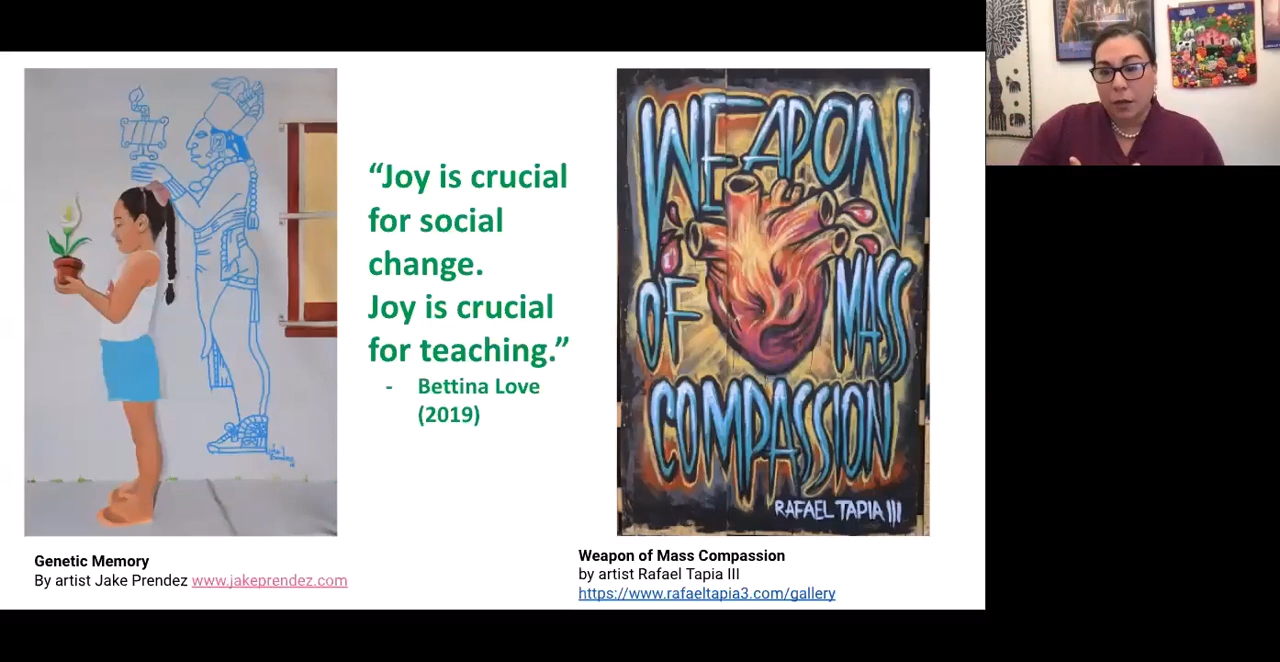 “Joy is crucial
for social
change.
Joy is crucial
for teaching.”
- Bettina Love
(2019)
WEAPON
OF MASS
COMPASSION
RAFAEL TAPIA III
Genetic Memory
By artist Jake Prendez www.jakeprendez.com
Weapon of Mass Compassion
by artist Rafael Tapia III
https://www.rafaeltapia3.com/gallery